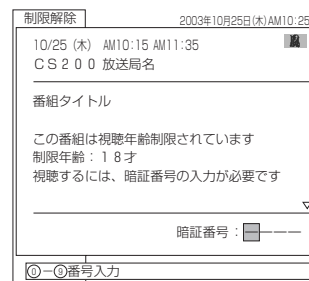 制限解除
2003年10月25日(木)AM10:25
10/25 (木) AM10:15 AM11:35
CS200 放送局名
番組タイトル
この番組は視聴年齢制限されています
制限年齢：18才
視聴するには、暗証番号の入力が必要です
暗証番号：－－－－
⓪－⑨番号入力